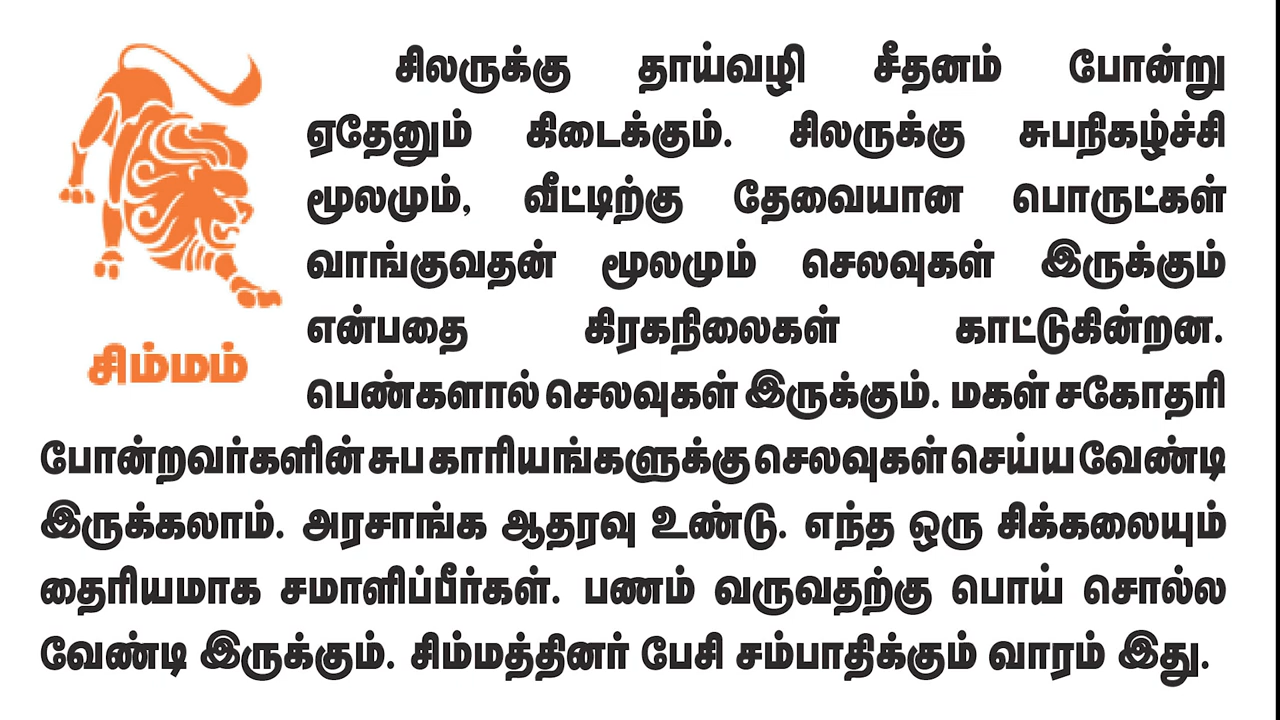 சிலருக்கு தாய்வழி சீதனம் போன்று
ஏதேனும் கிடைக்கும். சிலருக்கு சுபநிகழ்ச்சி
மூலமும், வீட்டிற்கு தேவையான பொருட்கள்
வாங்குவதன் மூலமும் செலவுகள் இருக்கும்
என்பதை கிரகநிலைகள் காட்டுகின்றன.
சிம்மம்
பெண்களால் செலவுகள் இருக்கும். மகள் சகோதரி
போன்றவர்களின் சுப காரியங்களுக்கு செலவுகள் செய்ய வேண்டி
இருக்கலாம். அரசாங்க ஆதரவு உண்டு. எந்த ஒரு சிக்கலையும்
தைரியமாக சமாளிப்பீர்கள். பணம் வருவதற்கு பொய் சொல்ல
வேண்டி இருக்கும். சிம்மத்தினர் பேசி சம்பாதிக்கும் வாரம் இது.